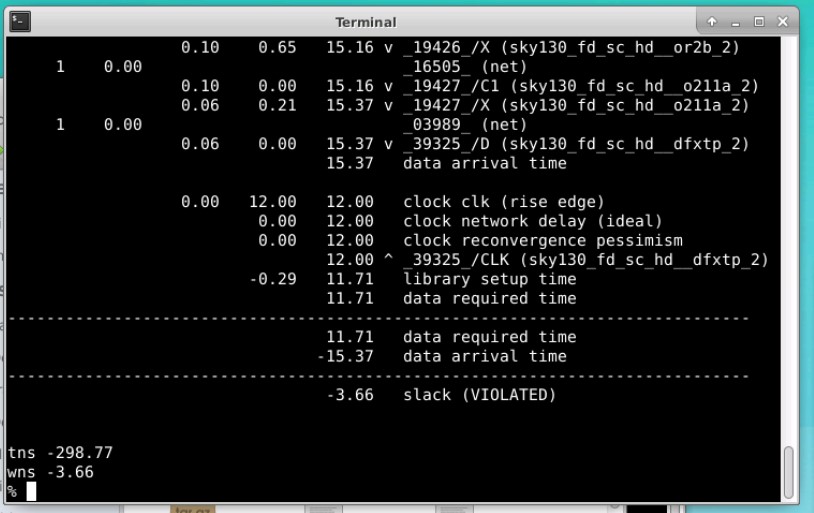 Terminal
0.10 0.65 15.16 v _19426_/X (sky130_fd_sc_hd__or2b_2)
1 0.00 _16505_ (net)
0.10 0.00 15.16 v _19427_/C1 (sky130_fd_sc_hd__o211a_2)
0.06 0.21 15.37 v _19427_/X (sky130_fd_sc_hd__o211a_2)
1 0.00 _03989_ (net)
0.06 0.00 15.37 v _39325_/D (sky130_fd_sc_hd__dfxtp_2)
15.37 data arrival time
0.00 12.00 12.00 clock clk (rise edge)
0.00 12.00 clock network delay (ideal)
0.00 12.00 clock reconvergence pessimism
12.00 ^ _39325_/CLK (sky130_fd_sc_hd__dfxtp_2)
-0.29 11.71 library setup time
11.71 data required time
-----------------------------------------------------------------------------
11.71 data required time
-15.37 data arrival time
-----------------------------------------------------------------------------
-3.66 slack (VIOLATED)
tns -298.77
wns -3.66
%